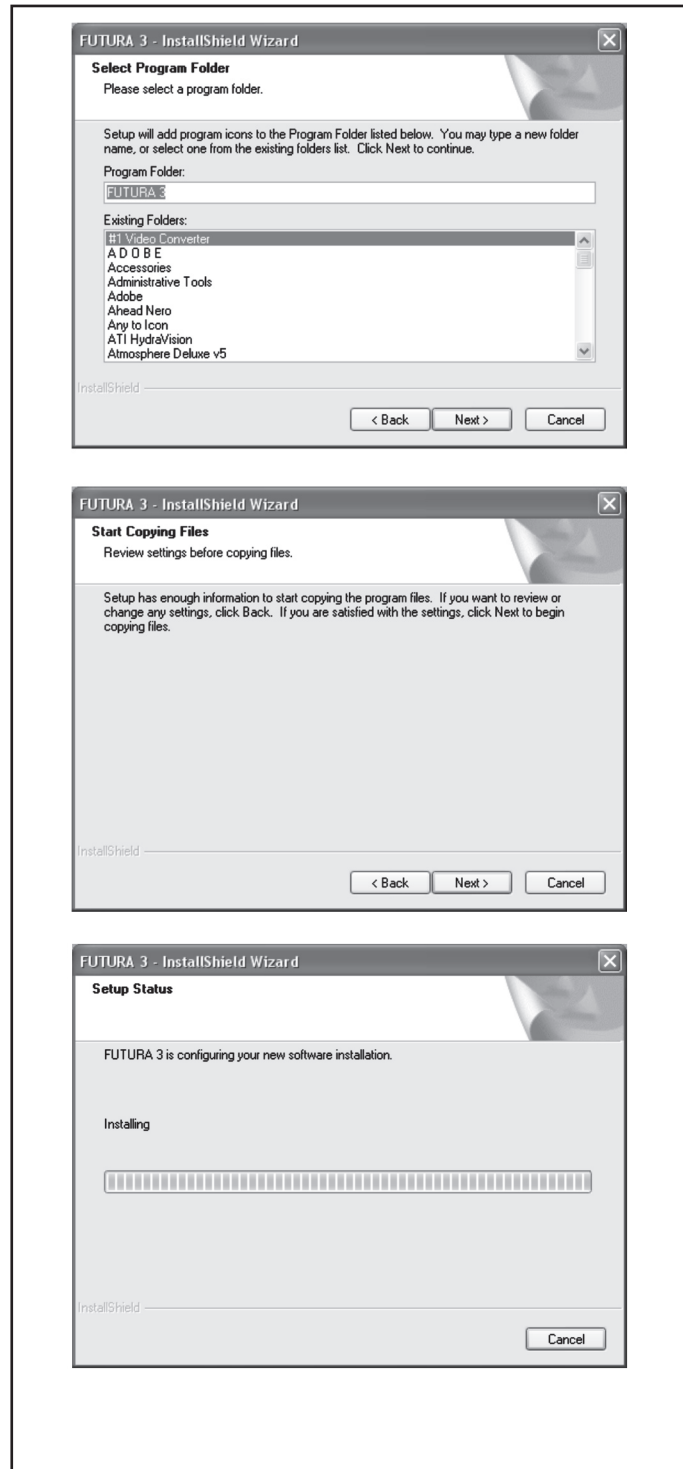 FUTURA 3 - InstallShield Wizard
Select Program Folder
Please select a program folder.
Setup will add program icons to the Program Folder listed below. You may type a new folder
name, or select one from the existing folders list. Click Next to continue.
Program Folder:
FUTURA 3
Existing Folders:
#1 Video Converter
A D O B E
Accessories
Administrative Tools
Adobe
Ahead Nero
Any to Icon
ATI HydraVision
Atmosphere Deluxe v5
InstallShield
< Back Next > Cancel
FUTURA 3 - InstallShield Wizard
Start Copying Files
Review settings before copying files.
Setup has enough information to start copying the program files. If you want to review or
change any settings, click Back. If you are satisfied with the settings, click Next to begin
copying files.
InstallShield
< Back Next > Cancel
FUTURA 3 - InstallShield Wizard
Setup Status
FUTURA 3 is configuring your new software installation.
Installing
InstallShield
Cancel